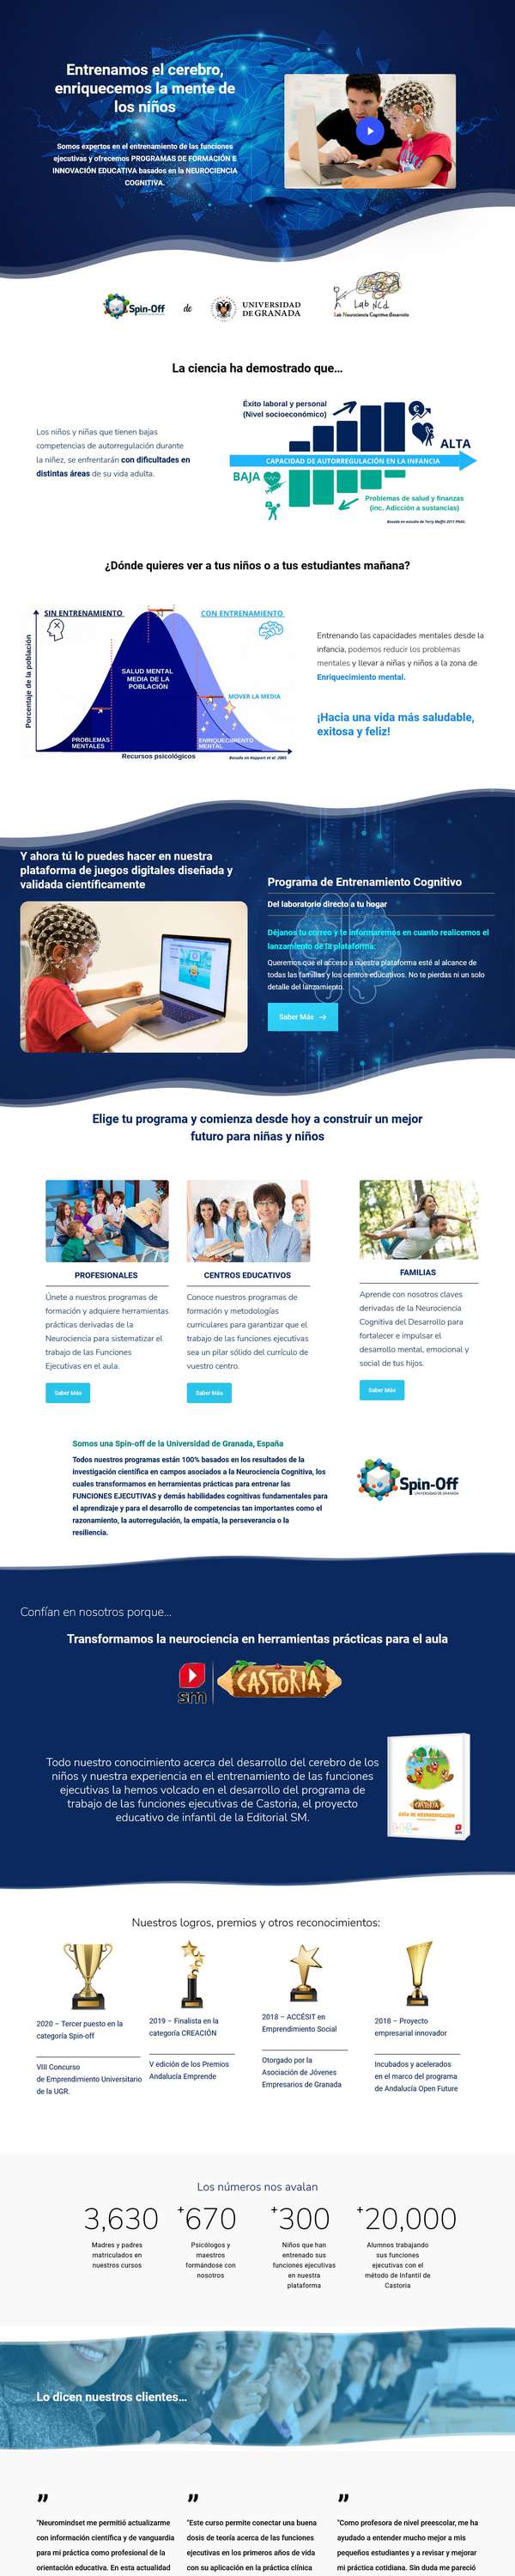 Entrenamos el cerebro,
enriquecemos la mente de
los niños
Somos expertos en el entrenamiento de las funciones
ejecutivas y ofrecemos PROGRAMAS DE FORMACIÓN E
INNOVACIÓN EDUCATIVA basados en la NEUROCIENCIA
COGNITIVA.
Spin-Off
de
UNIVERSIDAD
DE GRANADA
Lab Ncd
Lab Neurociencia Cognitiva Desarrollo
La ciencia ha demostrado que...
Los niños y niñas que tienen bajas
competencias de autorregulación durante
la niñez, se enfrentarán con dificultades en
distintas áreas de su vida adulta.
Éxito laboral y personal
(Nivel socioeconómico)
ALTA
CAPACIDAD DE AUTORREGULACIÓN EN LA INFANCIA
BAJA
Problemas de salud y finanzas
(inc. Adicción a sustancias)
¿Dónde quieres ver a tus niños o a tus estudiantes mañana?
SIN ENTRENAMIENTO
CON ENTRENAMIENTO
Porcentaje de la población
SALUD MENTAL
MEDIA DE LA
POBLACIÓN
MOVER LA MEDIA
PROBLEMAS
MENTALES
ENRIQUECIMIENTO
MENTAL
Recursos psicológicos
Basada en Huppert et al. 2005
Entrenando las capacidades mentales desde la
infancia, podemos reducir los problemas
mentales y llevar a niñas y niños a la zona de
Enriquecimiento mental.
¡Hacia una vida más saludable,
exitosa y feliz!
Y ahora tú lo puedes hacer en nuestra
plataforma de juegos digitales diseñada y
validada científicamente
Programa de Entrenamiento Cognitivo
Del laboratorio directo a tu hogar
Déjanos tu correo y te informaremos en cuanto realicemos el
lanzamiento de la plataforma:
Queremos que el acceso a nuestra plataforma esté al alcance de
todas las familias y los centros educativos. No te pierdas ni un solo
detalle del lanzamiento.
Saber Más →
Elige tu programa y comienza desde hoy a construir un mejor
futuro para niñas y niños
PROFESIONALES
Únete a nuestros programas de
formación y adquiere herramientas
prácticas derivadas de la
Neurociencia para sistematizar el
trabajo de las Funciones
Ejecutivas en el aula.
Saber Más
CENTROS EDUCATIVOS
Conoce nuestros programas de
formación y metodologías
curriculares para garantizar que el
trabajo de las funciones ejecutivas
sea un pilar sólido del currículo de
vuestro centro.
Saber Más
FAMILIAS
Aprende con nosotros claves
derivadas de la Neurociencia
Cognitiva del Desarrollo para
fortalecer e impulsar el
desarrollo mental, emocional y
social de tus hijos.
Saber Más
Somos una Spin-off de la Universidad de Granada, España
Todos nuestros programas están 100% basados en los resultados de la
investigación científica en campos asociados a la Neurociencia Cognitiva, los
cuales transformamos en herramientas prácticas para entrenar las
FUNCIONES EJECUTIVAS y demás habilidades cognitivas fundamentales para
el aprendizaje y para el desarrollo de competencias tan importantes como el
razonamiento, la autorregulación, la empatía, la perseverancia o la
resiliencia.
Spin-Off
UNIVERSIDAD DE GRANADA
Confían en nosotros porque...
Transformamos la neurociencia en herramientas prácticas para el aula
sm
CASTORIA
Todo nuestro conocimiento acerca del desarrollo del cerebro de los
niños y nuestra experiencia en el entrenamiento de las funciones
ejecutivas la hemos volcado en el desarrollo del programa de
trabajo de las funciones ejecutivas de Castoria, el proyecto
educativo de infantil de la Editorial SM.
CASTORIA
GUÍA DE NEUROEDUCACIÓN
Nuestros logros, premios y otros reconocimientos:
2020 – Tercer puesto en la
categoría Spin-off
VIII Concurso
de Emprendimiento Universitario
de la UGR.
2019 – Finalista en la
categoría CREACIÓN
V edición de los Premios
Andalucía Emprende
2018 – ACCÉSIT en
Emprendimiento Social
Otorgado por la
Asociación de Jóvenes
Empresarios de Granada
2018 – Proyecto
empresarial innovador
Incubados y acelerados
en el marco del programa
de Andalucía Open Future
Los números nos avalan
3,630
Madres y padres
matriculados en
nuestros cursos
+670
Psicólogos y
maestros
formándose con
nosotros
+300
Niños que han
entrenado sus
funciones ejecutivas
en nuestra
plataforma
+20,000
Alumnos trabajando
sus funciones
ejecutivas con el
método de Infantil de
Castoria
Lo dicen nuestros clientes...
"Neuromindset me permitió actualizarme
con información científica y de vanguardia
para mi práctica como profesional de la
orientación educativa. En esta actualidad
"Este curso permite conectar una buena
dosis de teoría acerca de las funciones
ejecutivas en los primeros años de vida
con su aplicación en la práctica clínica
"Como profesora de nivel preescolar, me ha
ayudado a entender mucho mejor a mis
pequeños estudiantes y a revisar y mejorar
mi práctica cotidiana. Sin duda me pareció